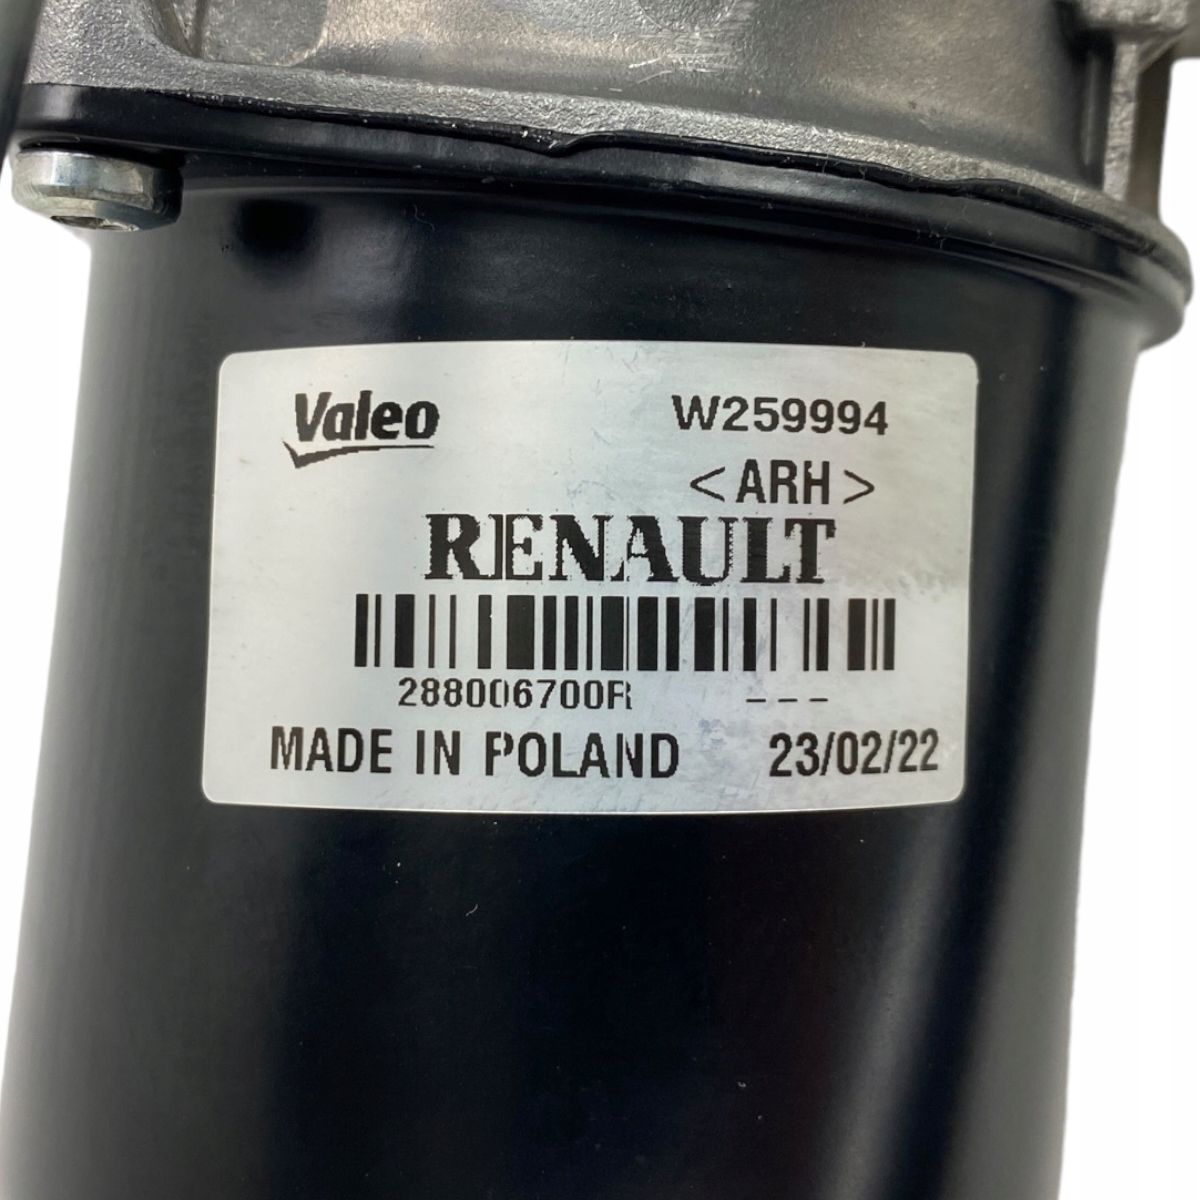 Valeo W259994
<ARH>
RENAULT
288006700R ---
MADE IN POLAND 23/02/22